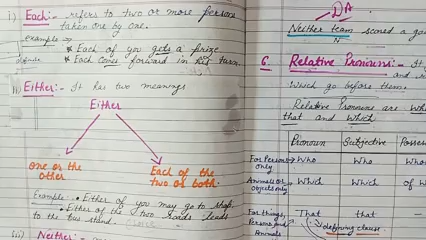 i) Each:- refers to two or more persons
taken one by one.
example
* Each of you gets a prize.
* Each comes forward in his turn.
Either:- It has two meanings
Either
one or the
other
Each of the
two or both.
Example:- • Either of you may go to shop.
• Either of the two roads leads
to the bus stand.
iii) Neither:-
DA
Neither team scored a
N
6. Relative Pronouns:-
and
Which go before them.
Relative Pronouns are
that and which.
Pronoun Subjective
For Persons only Who Who
Animals or objects only Which Which of
For things, Persons and Animals That that —
defining clause